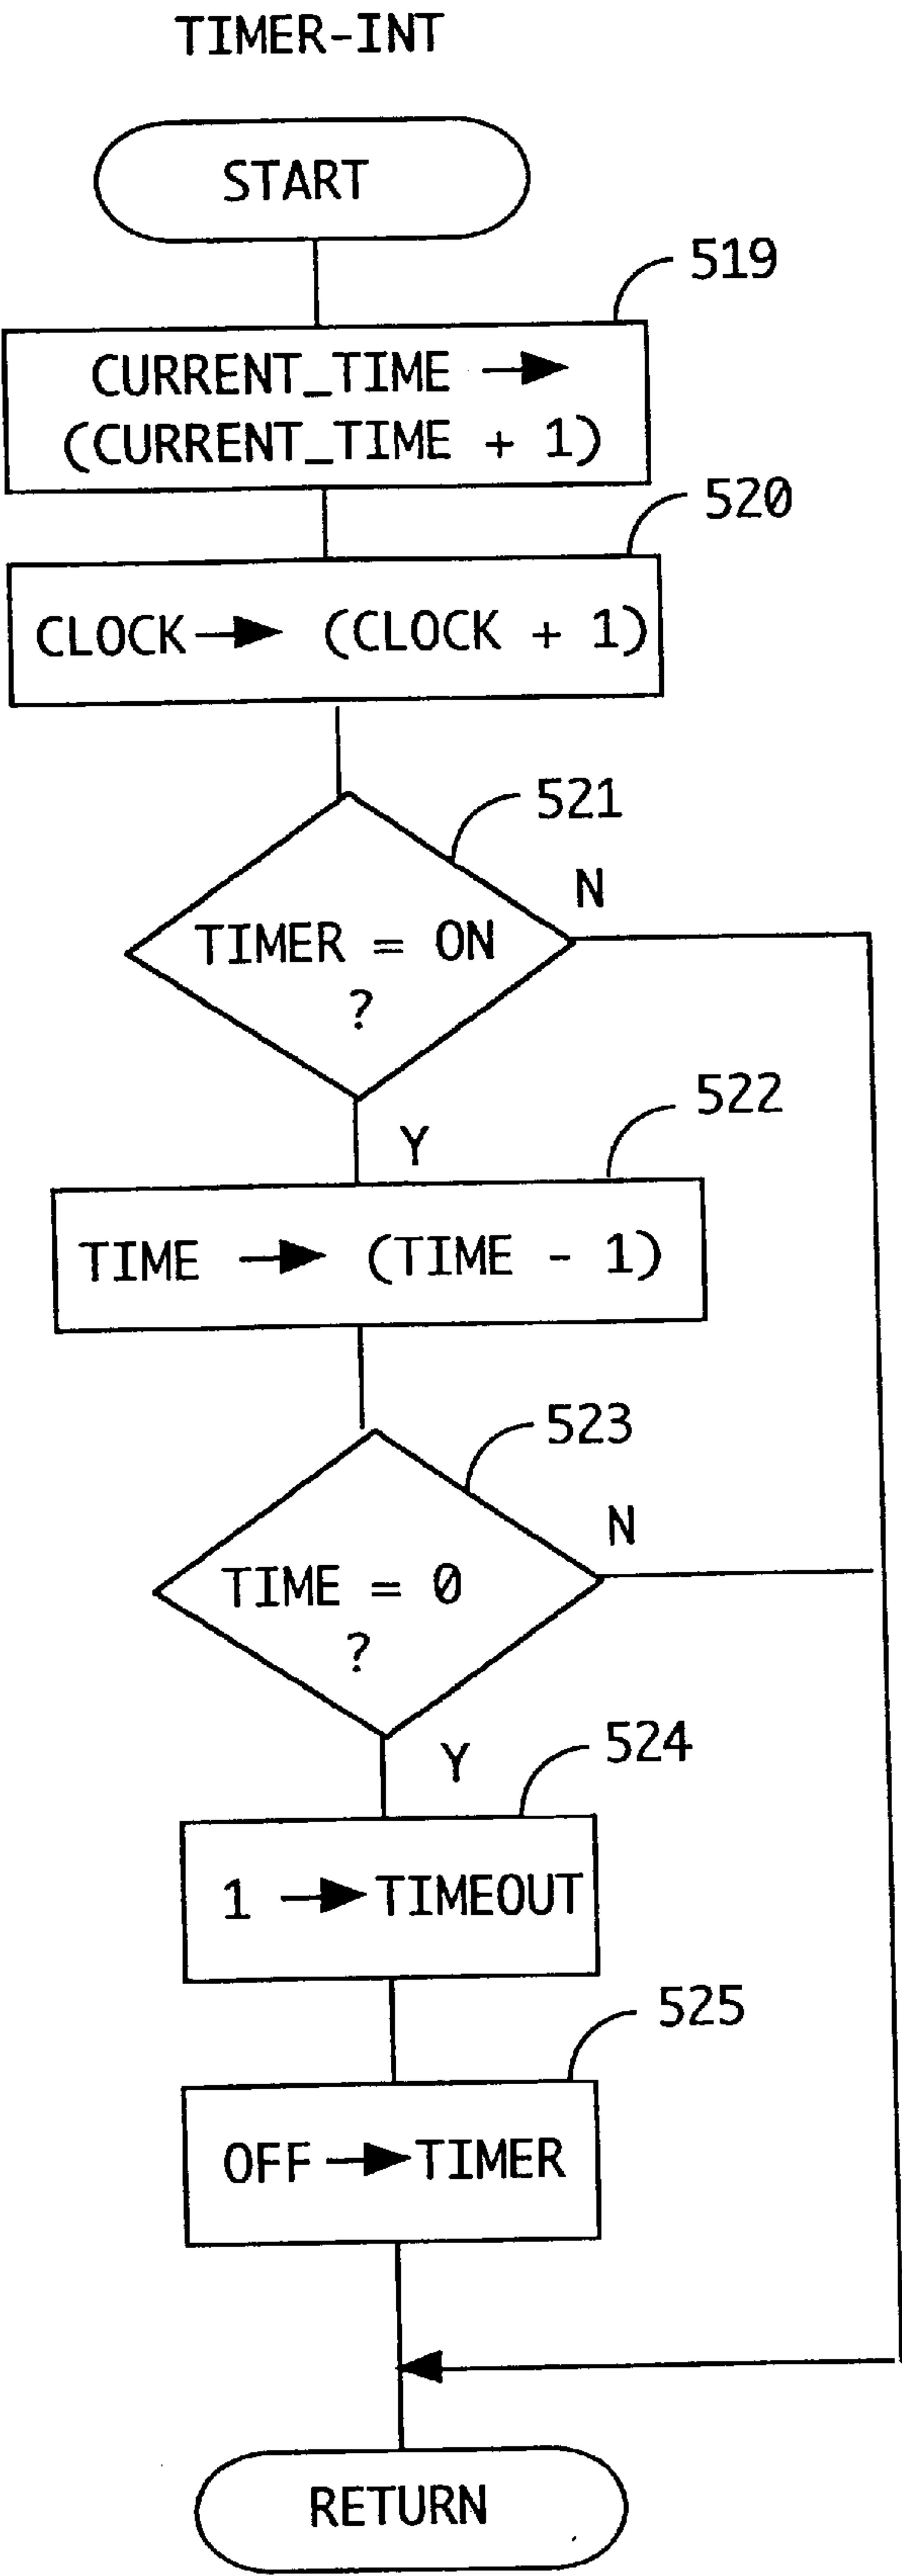 TIMER-INT
START
519
CURRENT_TIME →
(CURRENT_TIME + 1)
520
CLOCK → (CLOCK + 1)
521
N
TIMER = ON
?
522
Y
TIME → (TIME - 1)
523
N
TIME = 0
?
524
Y
1 → TIMEOUT
525
OFF → TIMER
RETURN